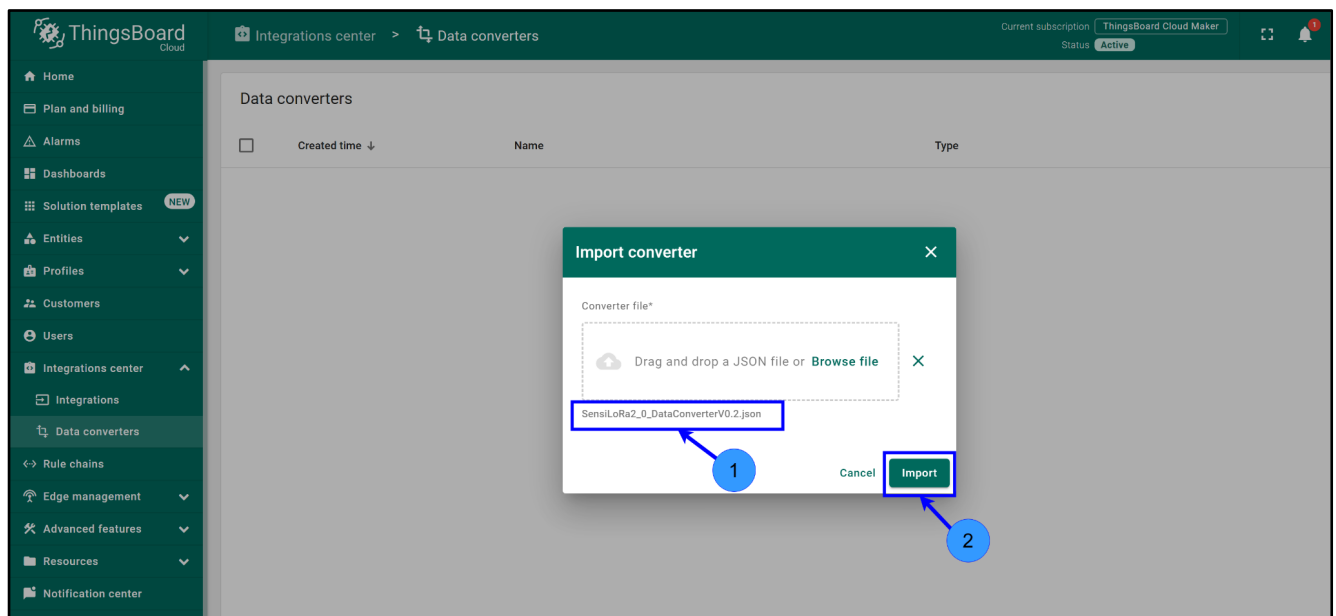 ThingsBoard
Cloud
Integrations center > Data converters
Current subscription ThingsBoard Cloud Maker
Status Active
1
Home
Plan and billing
Alarms
Dashboards
Solution templates NEW
Entities
Profiles
Customers
Users
Integrations center
Integrations
Data converters
Rule chains
Edge management
Advanced features
Resources
Notification center
Data converters
Created time ↓ Name Type
Import converter
Converter file*
Drag and drop a JSON file or Browse file
SensiLoRa2_0_DataConverterV0.2.json
1
Cancel Import
2